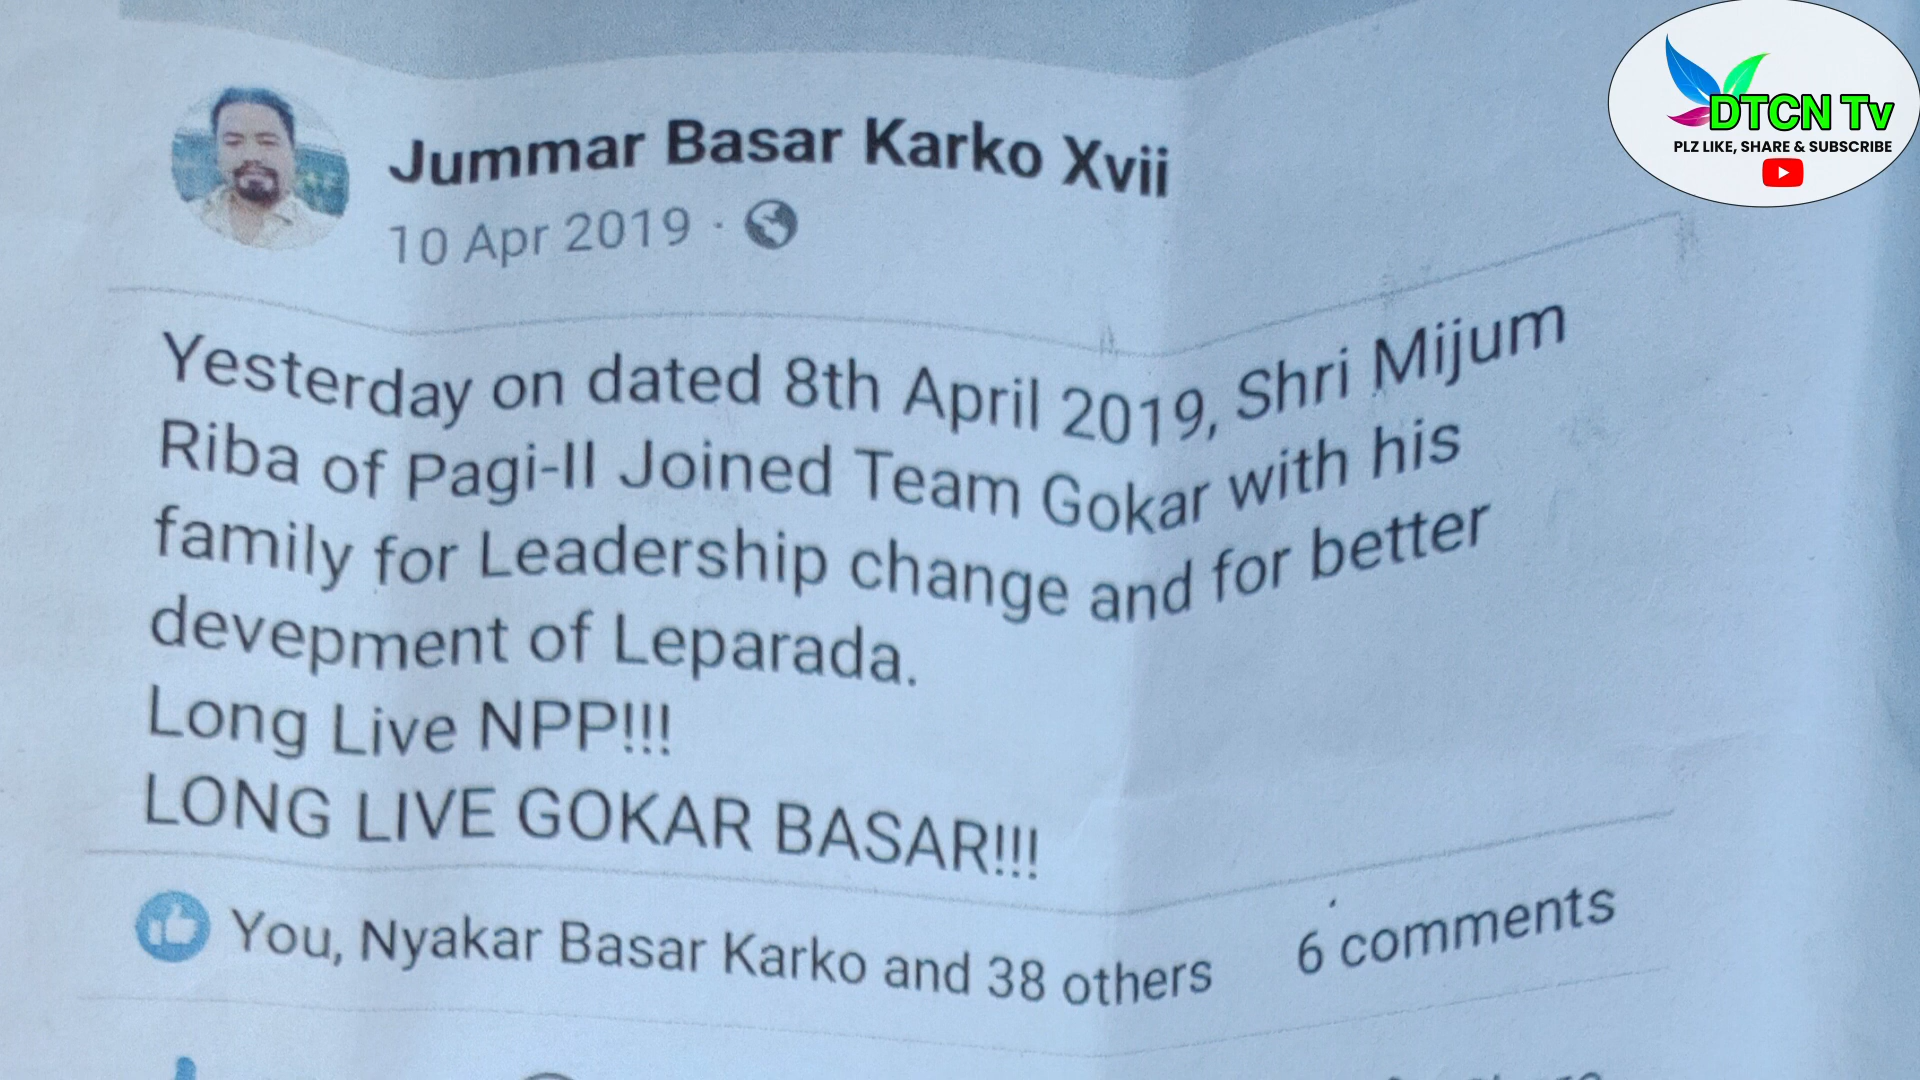 DTCN Tv
PLZ LIKE, SHARE & SUBSCRIBE
Jummar Basar Karko Xvii
10 Apr 2019 ·
Yesterday on dated 8th April 2019, Shri Mijum
Riba of Pagi-II Joined Team Gokar with his
family for Leadership change and for better
devepment of Leparada.
Long Live NPP!!!
LONG LIVE GOKAR BASAR!!!
You, Nyakar Basar Karko and 38 others 6 comments